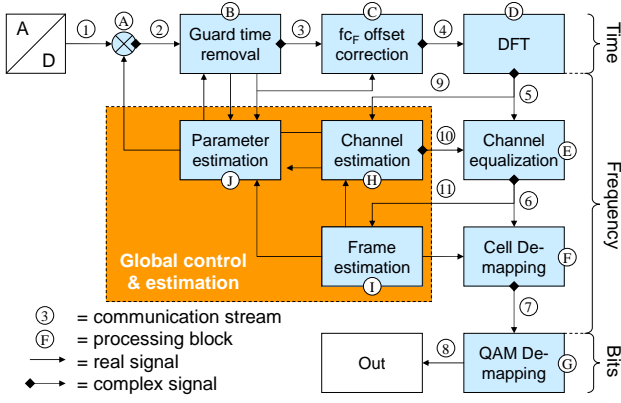 A
D
1
A
2
B
Guard time
removal
3
C
fcF offset
correction
4
D
DFT
Time
9
5
Parameter
estimation
J
Channel
estimation
H
10
Channel
equalization
E
11
6
Frequency
Global control
& estimation
Frame
estimation
I
Cell De-
mapping
F
7
3 = communication stream
F = processing block
= real signal
= complex signal
Out
8
QAM De-
mapping
G
Bits